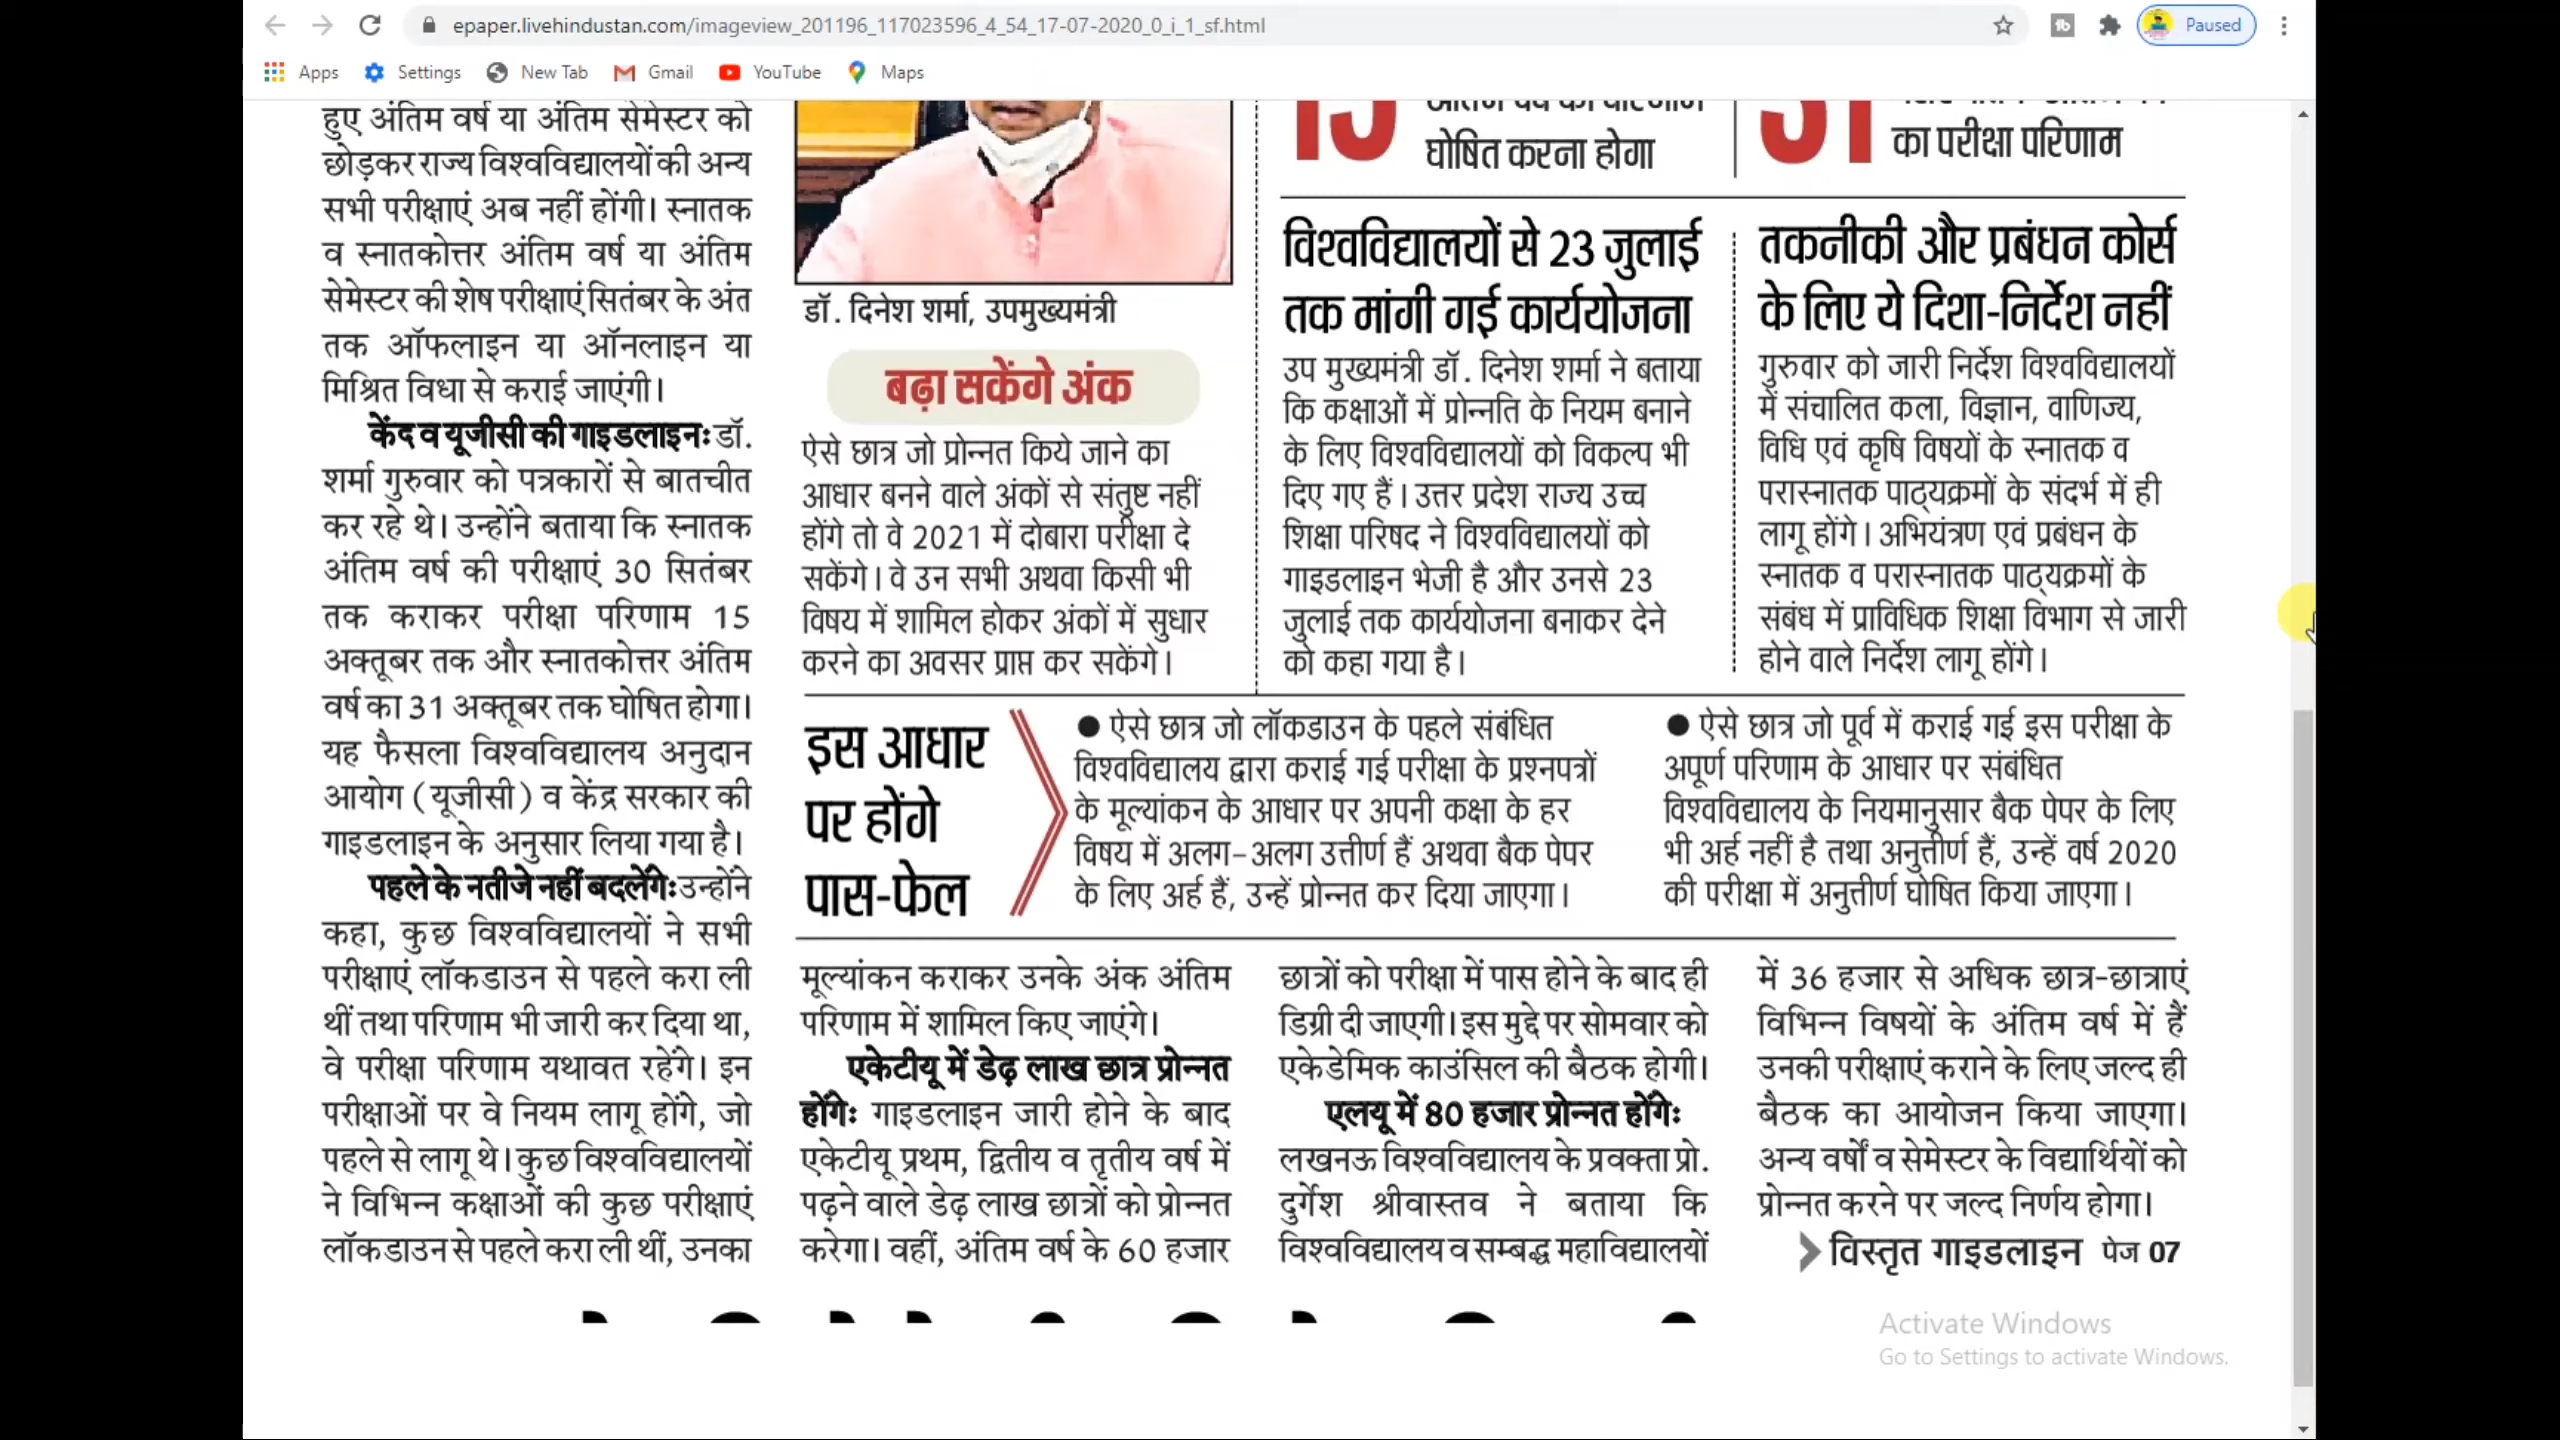 epaper.livehindustan.com/imageview_201196_117023596_4_54_17-07-2020_0_i_1_sf.html
Paused
Apps
Settings
New Tab
Gmail
YouTube
Maps
हुए अंतिम वर्ष या अंतिम सेमेस्टर को
छोड़कर राज्य विश्वविद्यालयों की अन्य
सभी परीक्षाएं अब नहीं होंगी। स्नातक
व स्नातकोत्तर अंतिम वर्ष या अंतिम
सेमेस्टर की शेष परीक्षाएं सितंबर के अंत
तक ऑफलाइन या ऑनलाइन या
मिश्रित विधा से कराई जाएंगी।
केंद व यूजीसी की गाइडलाइनः डॉ.
शर्मा गुरुवार को पत्रकारों से बातचीत
कर रहे थे। उन्होंने बताया कि स्नातक
अंतिम वर्ष की परीक्षाएं 30 सितंबर
तक कराकर परीक्षा परिणाम 15
अक्तूबर तक और स्नातकोत्तर अंतिम
वर्ष का 31 अक्तूबर तक घोषित होगा।
यह फैसला विश्वविद्यालय अनुदान
आयोग (यूजीसी) व केंद्र सरकार की
गाइडलाइन के अनुसार लिया गया है।
पहले के नतीजे नहीं बदलेंगेः उन्होंने
कहा, कुछ विश्वविद्यालयों ने सभी
परीक्षाएं लॉकडाउन से पहले करा ली
थीं तथा परिणाम भी जारी कर दिया था,
वे परीक्षा परिणाम यथावत रहेंगे। इन
परीक्षाओं पर वे नियम लागू होंगे, जो
पहले से लागू थे। कुछ विश्वविद्यालयों
ने विभिन्न कक्षाओं की कुछ परीक्षाएं
लॉकडाउन से पहले करा ली थीं, उनका
डॉ. दिनेश शर्मा, उपमुख्यमंत्री
बढ़ा सकेंगे अंक
ऐसे छात्र जो प्रोन्नत किये जाने का
आधार बनने वाले अंकों से संतुष्ट नहीं
होंगे तो वे 2021 में दोबारा परीक्षा दे
सकेंगे। वे उन सभी अथवा किसी भी
विषय में शामिल होकर अंकों में सुधार
करने का अवसर प्राप्त कर सकेंगे।
15
घोषित करना होगा
31
का परीक्षा परिणाम
विश्वविद्यालयों से 23 जुलाई
तक मांगी गई कार्ययोजना
उप मुख्यमंत्री डॉ. दिनेश शर्मा ने बताया
कि कक्षाओं में प्रोन्नति के नियम बनाने
के लिए विश्वविद्यालयों को विकल्प भी
दिए गए हैं। उत्तर प्रदेश राज्य उच्च
शिक्षा परिषद ने विश्वविद्यालयों को
गाइडलाइन भेजी है और उनसे 23
जुलाई तक कार्ययोजना बनाकर देने
को कहा गया है।
तकनीकी और प्रबंधन कोर्स
के लिए ये दिशा-निर्देश नहीं
गुरुवार को जारी निर्देश विश्वविद्यालयों
में संचालित कला, विज्ञान, वाणिज्य,
विधि एवं कृषि विषयों के स्नातक व
परास्नातक पाठ्यक्रमों के संदर्भ में ही
लागू होंगे। अभियंत्रण एवं प्रबंधन के
स्नातक व परास्नातक पाठ्यक्रमों के
संबंध में प्राविधिक शिक्षा विभाग से जारी
होने वाले निर्देश लागू होंगे।
इस आधार
पर होंगे
पास-फेल
● ऐसे छात्र जो लॉकडाउन के पहले संबंधित
विश्वविद्यालय द्वारा कराई गई परीक्षा के प्रश्नपत्रों
के मूल्यांकन के आधार पर अपनी कक्षा के हर
विषय में अलग-अलग उत्तीर्ण हैं अथवा बैक पेपर
के लिए अर्ह हैं, उन्हें प्रोन्नत कर दिया जाएगा।
● ऐसे छात्र जो पूर्व में कराई गई इस परीक्षा के
अपूर्ण परिणाम के आधार पर संबंधित
विश्वविद्यालय के नियमानुसार बैक पेपर के लिए
भी अर्ह नहीं है तथा अनुत्तीर्ण हैं, उन्हें वर्ष 2020
की परीक्षा में अनुत्तीर्ण घोषित किया जाएगा।
मूल्यांकन कराकर उनके अंक अंतिम
परिणाम में शामिल किए जाएंगे।
एकेटीयू में डेढ़ लाख छात्र प्रोन्नत
होंगेः गाइडलाइन जारी होने के बाद
एकेटीयू प्रथम, द्वितीय व तृतीय वर्ष में
पढ़ने वाले डेढ़ लाख छात्रों को प्रोन्नत
करेगा। वहीं, अंतिम वर्ष के 60 हजार
छात्रों को परीक्षा में पास होने के बाद ही
डिग्री दी जाएगी। इस मुद्दे पर सोमवार को
एकेडेमिक काउंसिल की बैठक होगी।
एलयू में 80 हजार प्रोन्नत होंगेः
लखनऊ विश्वविद्यालय के प्रवक्ता प्रो.
दुर्गेश श्रीवास्तव ने बताया कि
विश्वविद्यालय व सम्बद्ध महाविद्यालयों
में 36 हजार से अधिक छात्र-छात्राएं
विभिन्न विषयों के अंतिम वर्ष में हैं
उनकी परीक्षाएं कराने के लिए जल्द ही
बैठक का आयोजन किया जाएगा।
अन्य वर्षों व सेमेस्टर के विद्यार्थियों को
प्रोन्नत करने पर जल्द निर्णय होगा।
विस्तृत गाइडलाइन पेज 07
Activate Windows
Go to Settings to activate Windows.